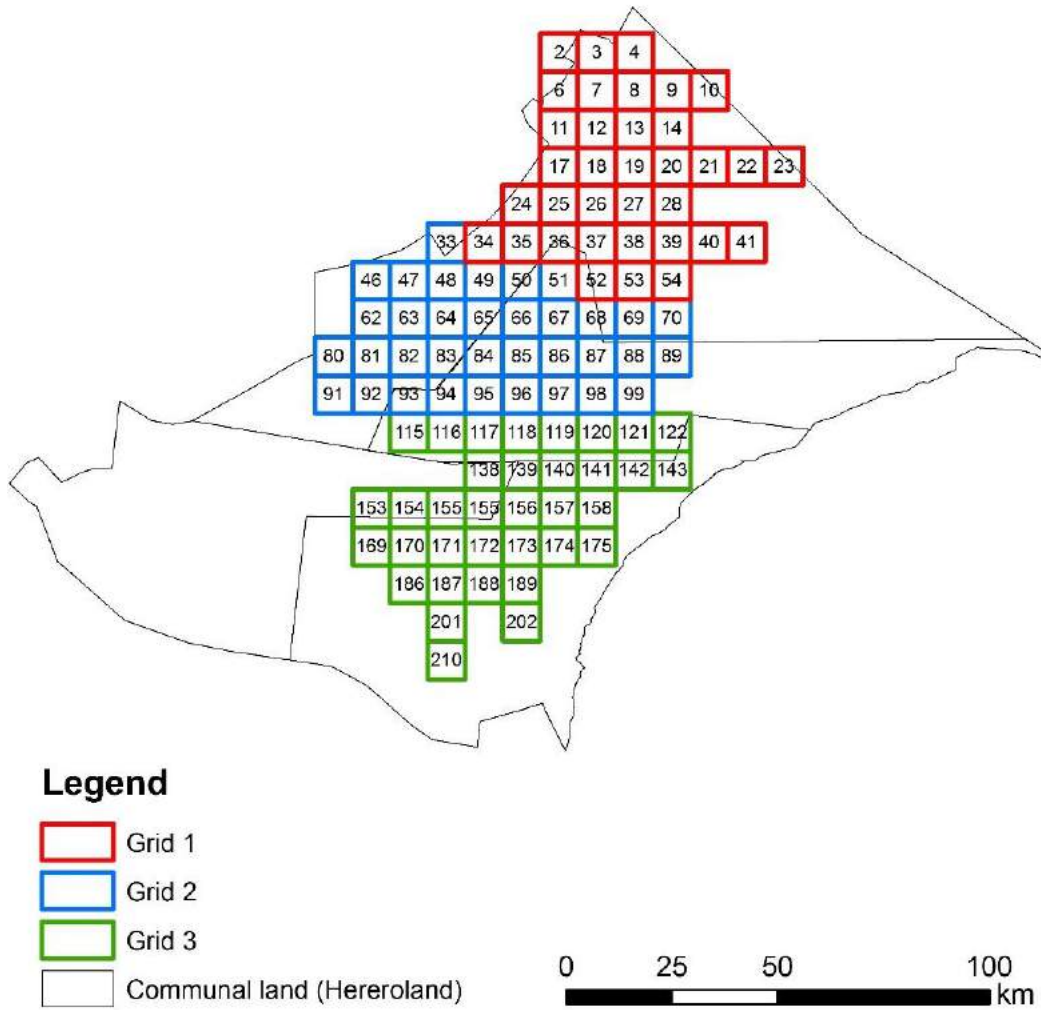 2 3 4
6 7 8 9 10
11 12 13 14
17 18 19 20 21 22 23
24 25 26 27 28
33 34 35 36 37 38 39 40 41
46 47 48 49 50 51 52 53 54
62 63 64 65 66 67 68 69 70
80 81 82 83 84 85 86 87 88 89
91 92 93 94 95 96 97 98 99
115 116 117 118 119 120 121 122
138 139 140 141 142 143
153 154 155 155 156 157 158
169 170 171 172 173 174 175
186 187 188 189
201 202
210
Legend
Grid 1
Grid 2
Grid 3
Communal land (Hereroland)
0 25 50 100
km